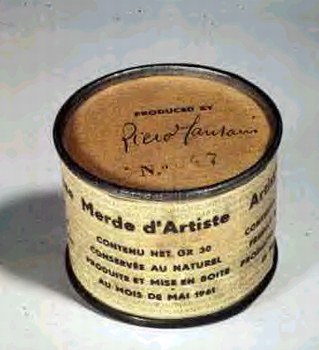 PRODUCED BY
Piero Manzoni
N.º 47
Merde d'Artiste
CONTENU NET. GR 30
CONSERVÉE AU NATUREL
PRODUITE ET MISE EN BOITE
AU MOIS DE MAI 1961